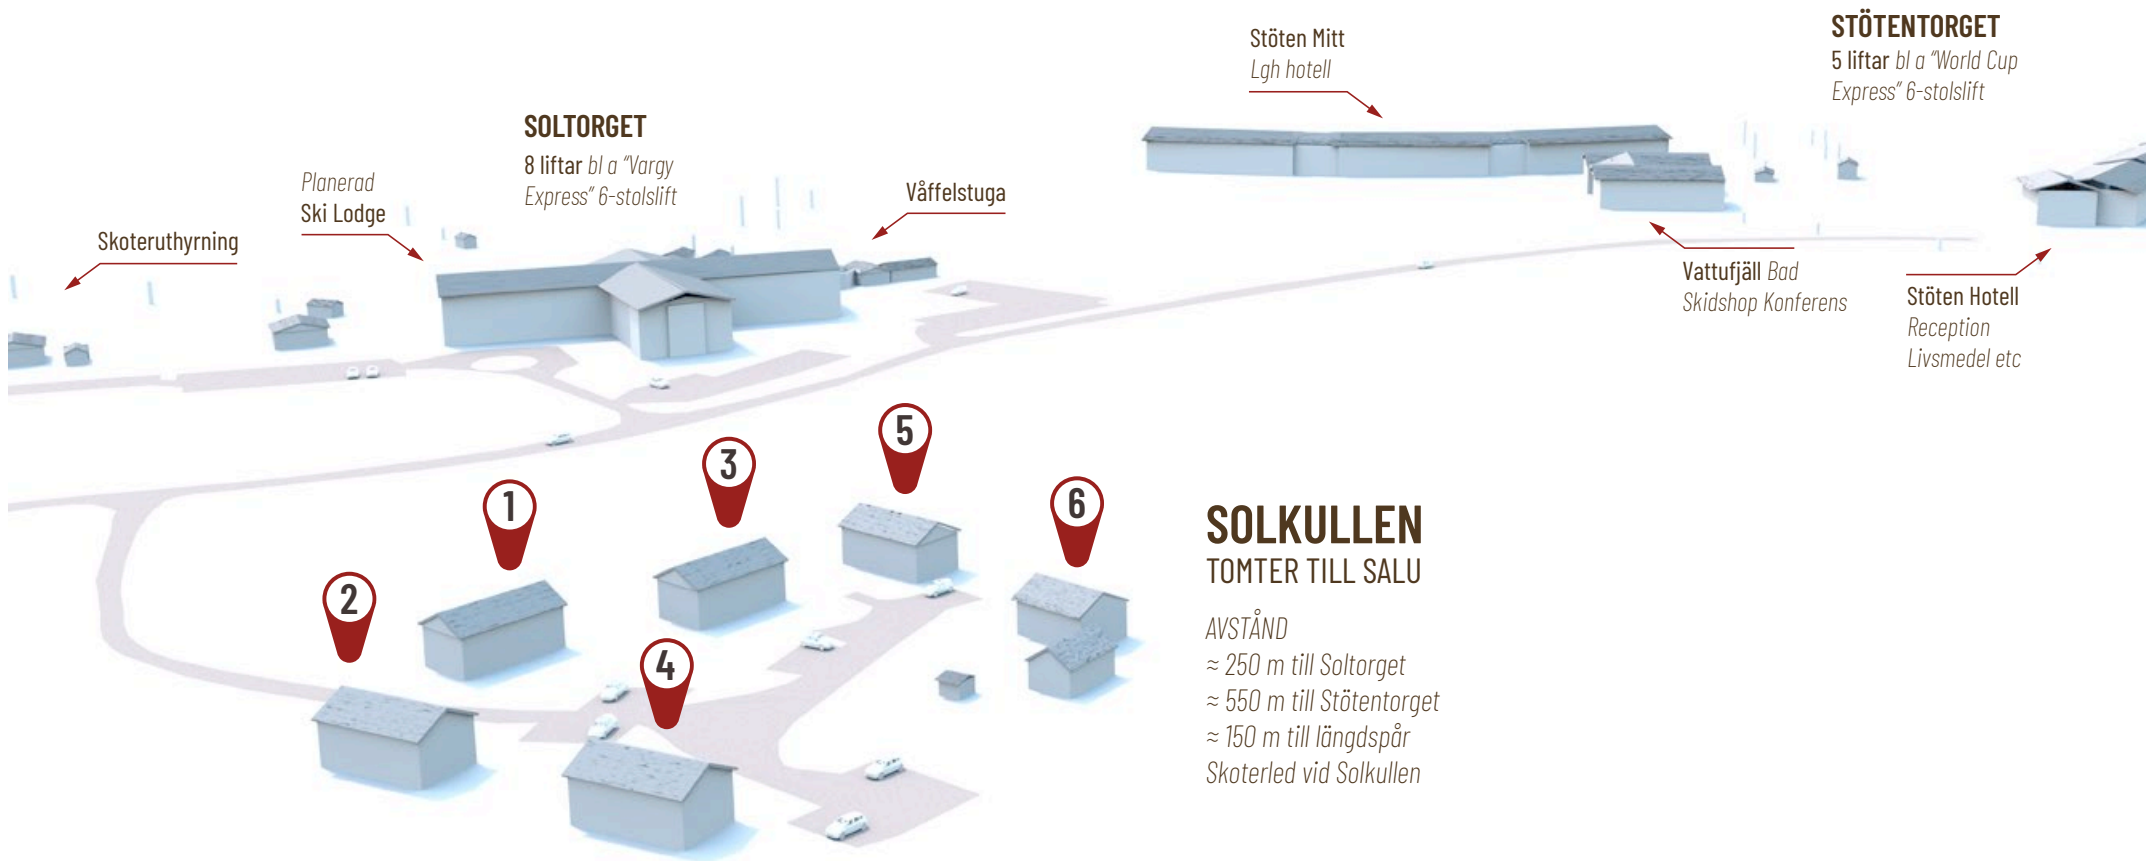 Stöten Mitt
Lgh hotell
STÖTENTORGET
5 liftar bl a "World Cup
Express" 6-stolslift
SOLTORGET
8 liftar bl a "Vargy
Express" 6-stolslift
Planerad
Ski Lodge
Våffelstuga
Skoteruthyrning
Vattufjäll Bad
Skidshop Konferens
Stöten Hotell
Reception
Livsmedel etc
5
3
1
6
2
4
SOLKULLEN
TOMTER TILL SALU
AVSTÅND
≈ 250 m till Soltorget
≈ 550 m till Stötentorget
≈ 150 m till längdspår
Skoterled vid Solkullen